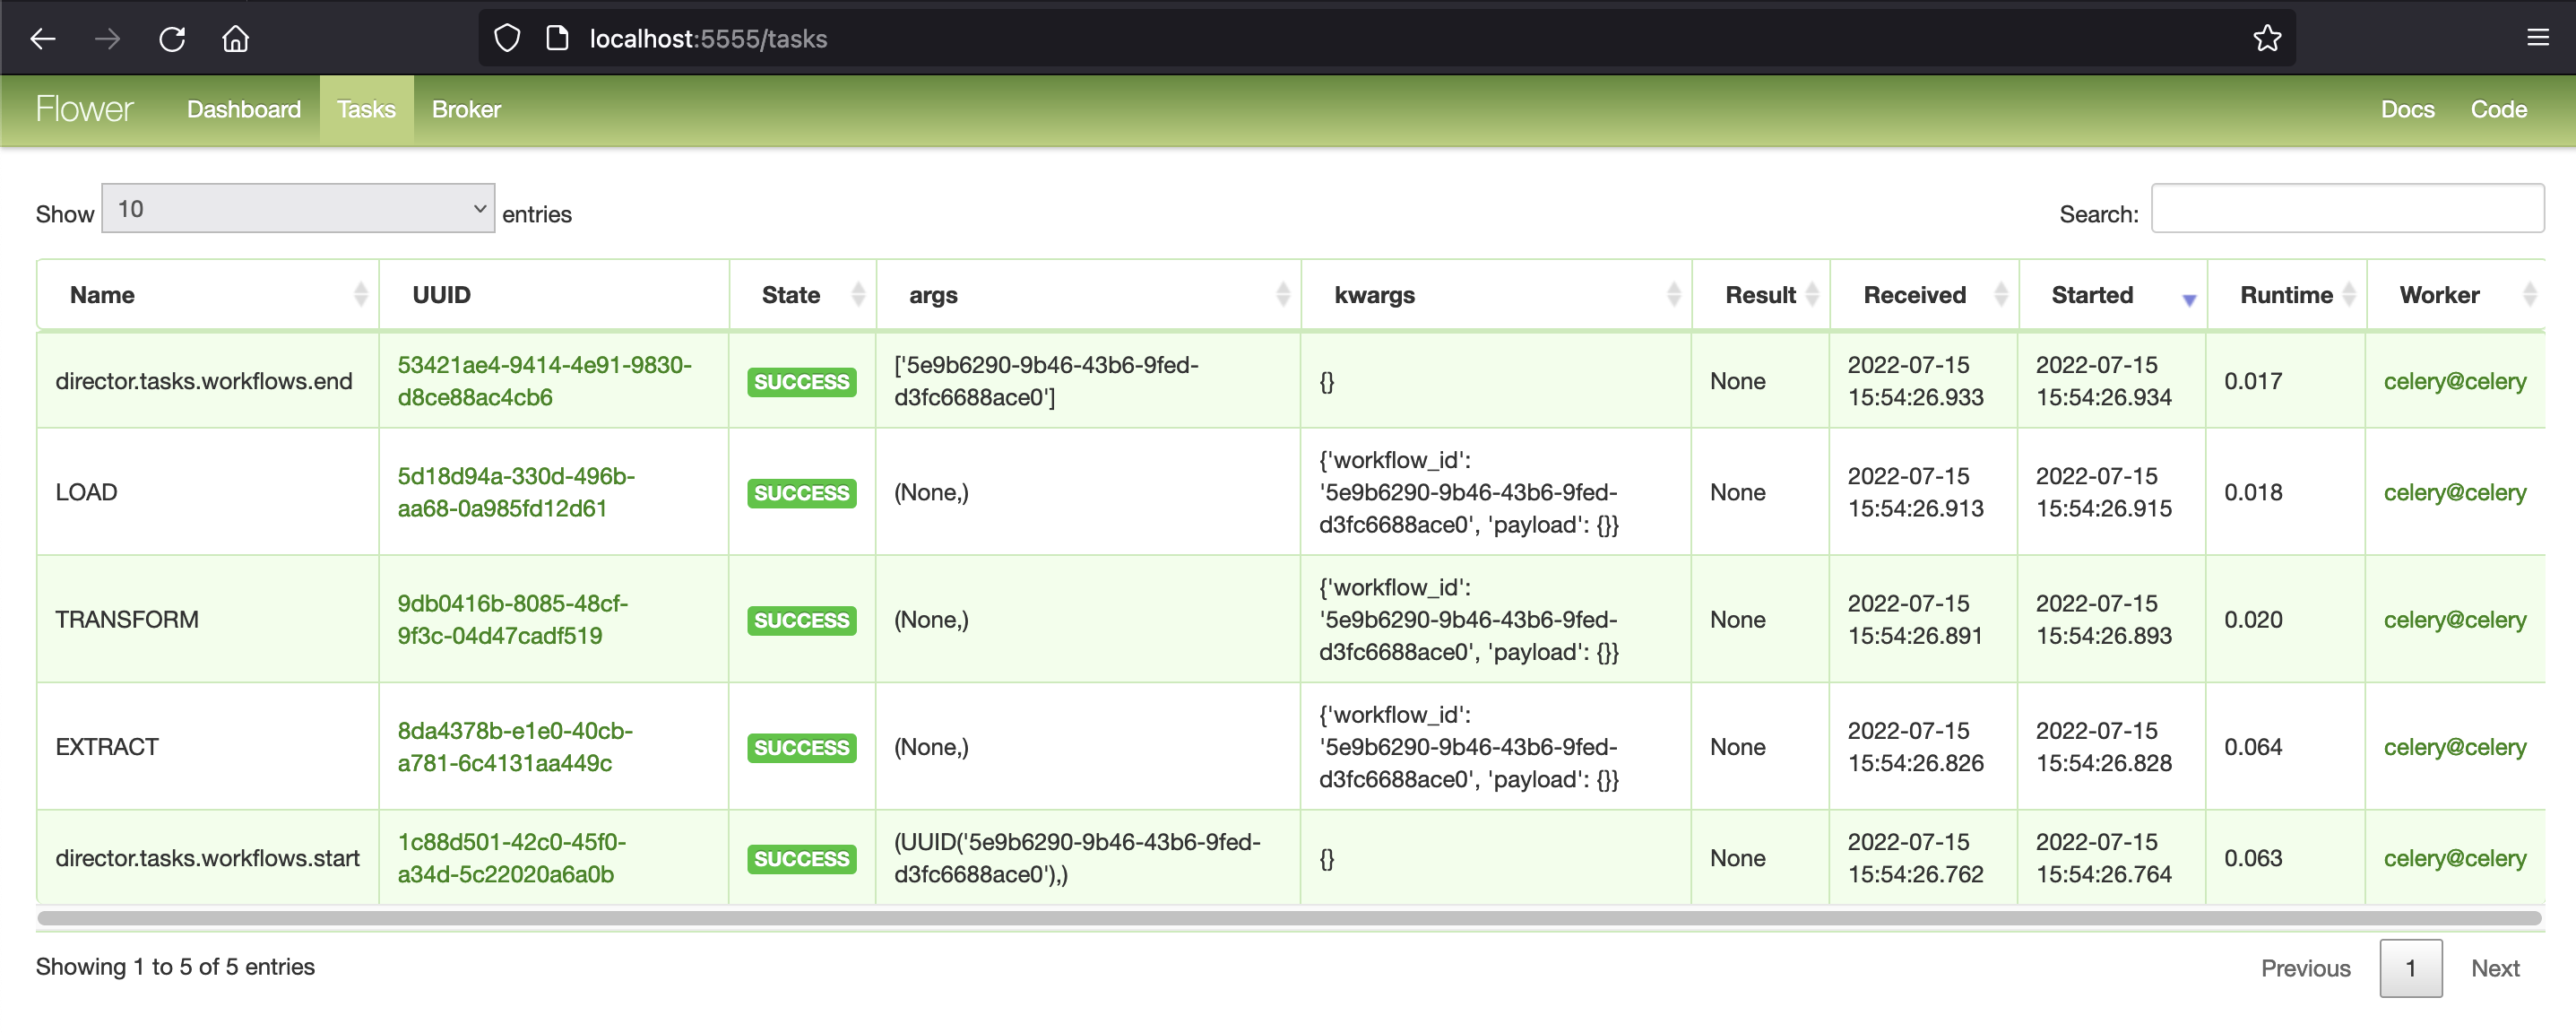 localhost:5555/tasks
Flower Dashboard Tasks Broker Docs Code
Show 10 entries Search:
Name UUID State args kwargs Result Received Started Runtime Worker
director.tasks.workflows.end 53421ae4-9414-4e91-9830-d8ce88ac4cb6 SUCCESS ['5e9b6290-9b46-43b6-9fed-d3fc6688ace0'] {} None 2022-07-15 15:54:26.933 2022-07-15 15:54:26.934 0.017 celery@celery
LOAD 5d18d94a-330d-496b-aa68-0a985fd12d61 SUCCESS (None,) {'workflow_id': '5e9b6290-9b46-43b6-9fed-d3fc6688ace0', 'payload': {}} None 2022-07-15 15:54:26.913 2022-07-15 15:54:26.915 0.018 celery@celery
TRANSFORM 9db0416b-8085-48cf-9f3c-04d47cadf519 SUCCESS (None,) {'workflow_id': '5e9b6290-9b46-43b6-9fed-d3fc6688ace0', 'payload': {}} None 2022-07-15 15:54:26.891 2022-07-15 15:54:26.893 0.020 celery@celery
EXTRACT 8da4378b-e1e0-40cb-a781-6c4131aa449c SUCCESS (None,) {'workflow_id': '5e9b6290-9b46-43b6-9fed-d3fc6688ace0', 'payload': {}} None 2022-07-15 15:54:26.826 2022-07-15 15:54:26.828 0.064 celery@celery
director.tasks.workflows.start 1c88d501-42c0-45f0-a34d-5c22020a6a0b SUCCESS (UUID('5e9b6290-9b46-43b6-9fed-d3fc6688ace0'),) {} None 2022-07-15 15:54:26.762 2022-07-15 15:54:26.764 0.063 celery@celery
Showing 1 to 5 of 5 entries Previous 1 Next